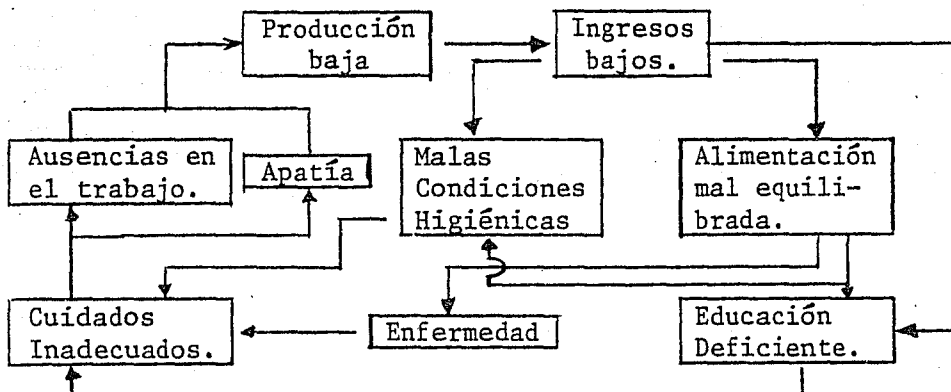 Producción
baja
Ingresos
bajos.
Ausencias en
el trabajo.
Apatía
Malas
Condiciones
Higiénicas
Alimentación
mal equili-
brada.
Cuidados
Inadecuados.
Enfermedad
Educación
Deficiente.